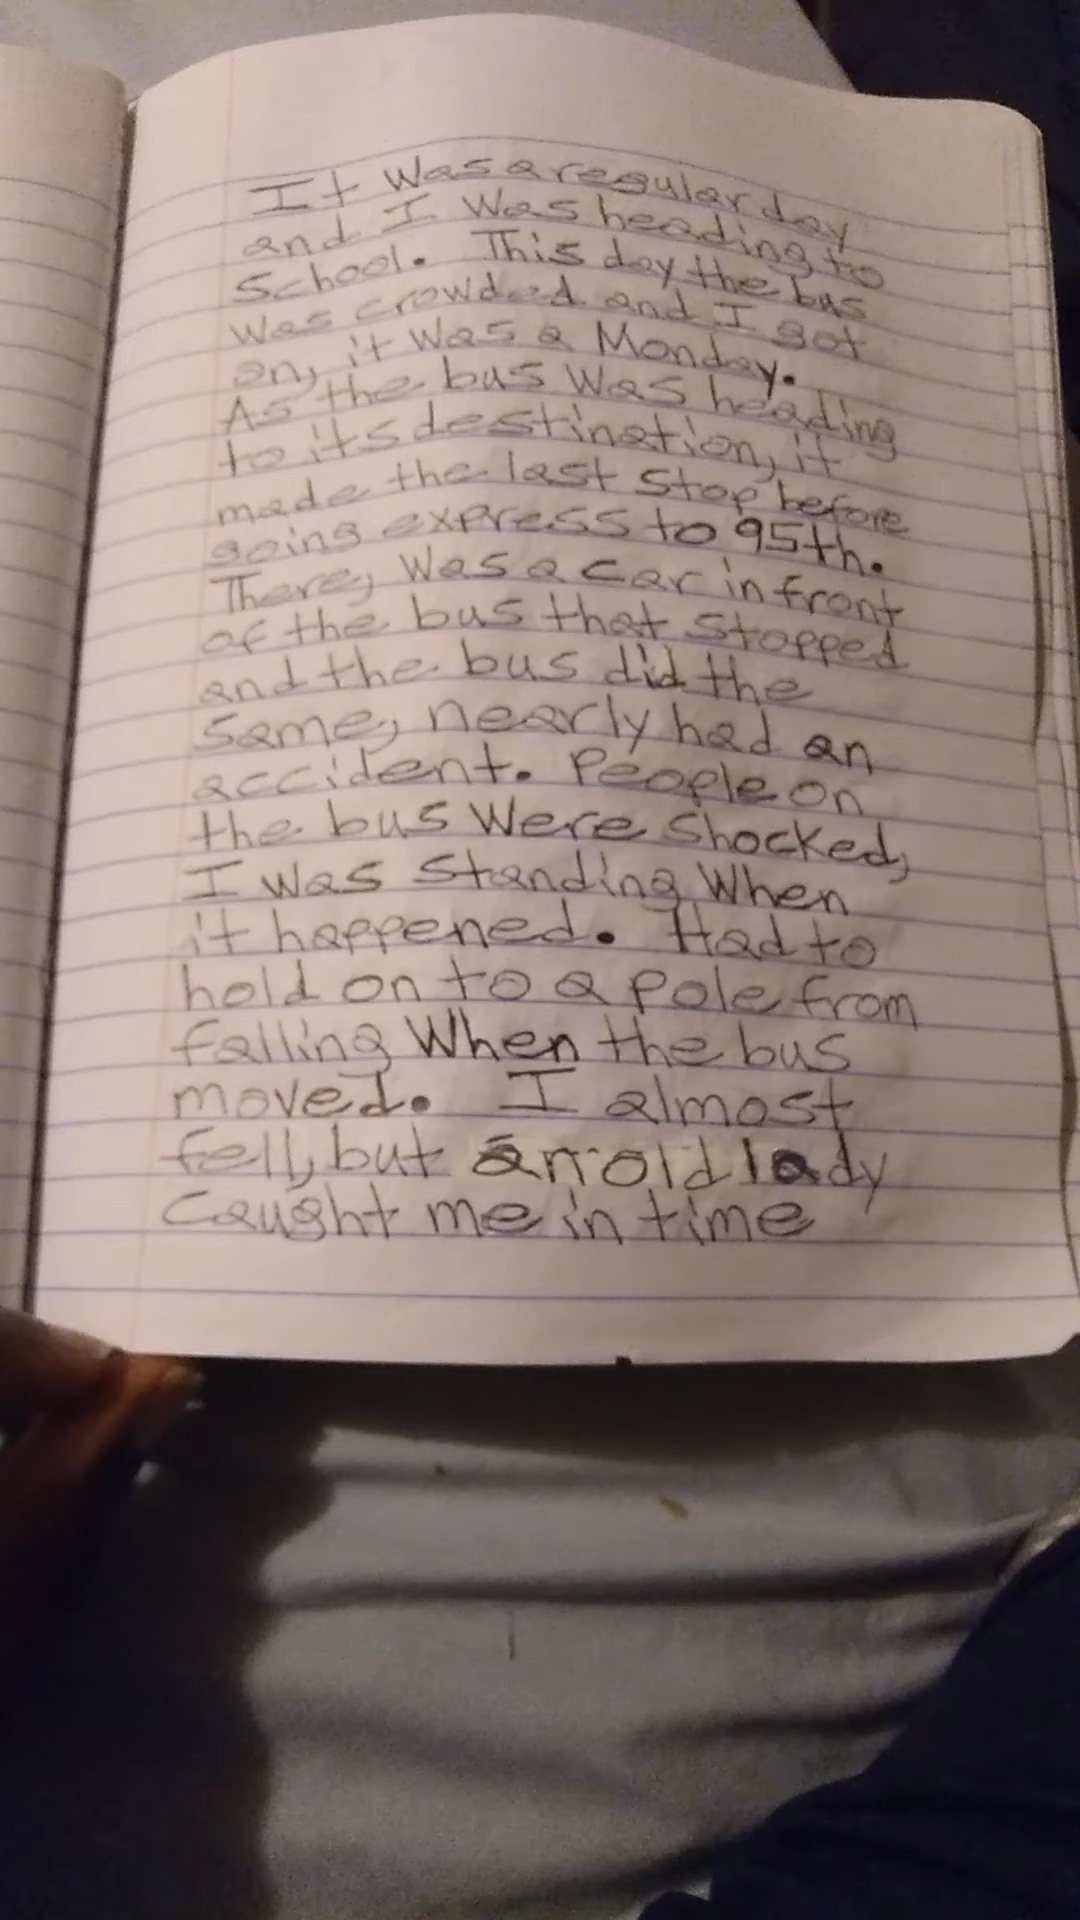 It was a regular day
and I was heading to
School. This day the bus
was crowded and I got
on, it was a Monday.
As the bus was heading
to its destination, it
made the last stop before
going express to 95th.
There, was a car in front
of the bus that stopped
and the bus did the
same, nearly had an
accident. People on
the bus were shocked,
I was standing when
it happened. Had to
hold on to a pole from
falling when the bus
moved. I almost
fell, but an old lady
caught me in time